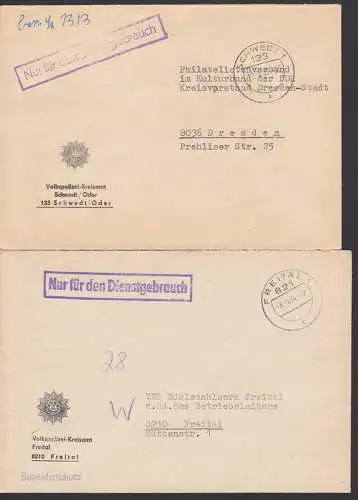 Nur für den Dienstgebrauch
SCHWEDT 1
133
Philatelistenverband
im Kulturbund der DDR
Kreisvorstand Dresden-Stadt
8036 Dresden
Prohliser Str. 25
Volkspolizei-Kreisamt
Schwedt/Oder
133 Schwedt/Oder
Nur für den Dienstgebrauch
FREITAL 1
821
28
W
VEB Edelstahlwerk Freital
z.Hd.des Betriebsleiters
8210 Freital
Hüttenstr. 1
Volkspolizei-Kreisamt
Freital
8210 Freital
Betriebsschutz